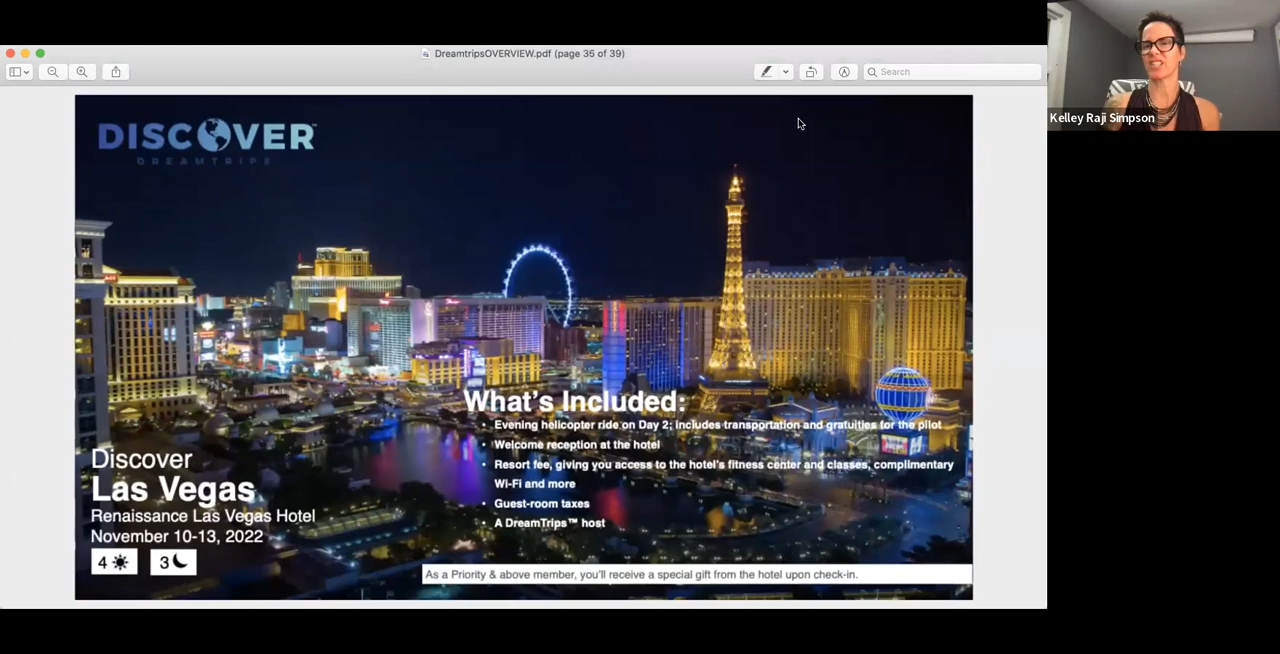 DreamtripsOVERVIEW.pdf (page 35 of 39)
Search
Kelley Raji Simpson
DISCOVER™
DREAMTRIPS
What's Included:
• Evening helicopter ride on Day 2; includes transportation and gratuities for the pilot
• Welcome reception at the hotel
• Resort fee, giving you access to the hotel's fitness center and classes, complimentary
Wi-Fi and more
• Guest-room taxes
• A DreamTrips™ host
Discover
Las Vegas
Renaissance Las Vegas Hotel
November 10-13, 2022
4
3
As a Priority & above member, you'll receive a special gift from the hotel upon check-in.